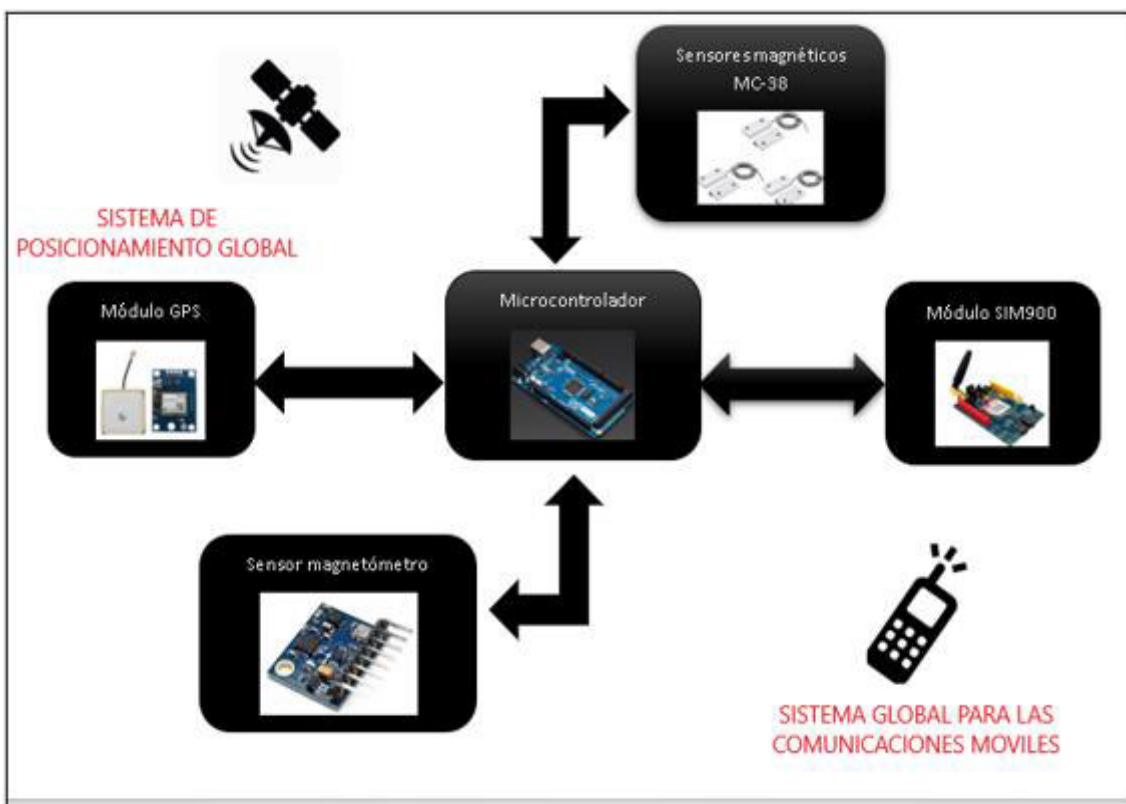 Sensores magnéticos
MC-38
SISTEMA DE
POSICIONAMIENTO GLOBAL
Módulo GPS
Microcontrolador
Módulo SIM900
Sensor magnetómetro
SISTEMA GLOBAL PARA LAS
COMUNICACIONES MOVILES